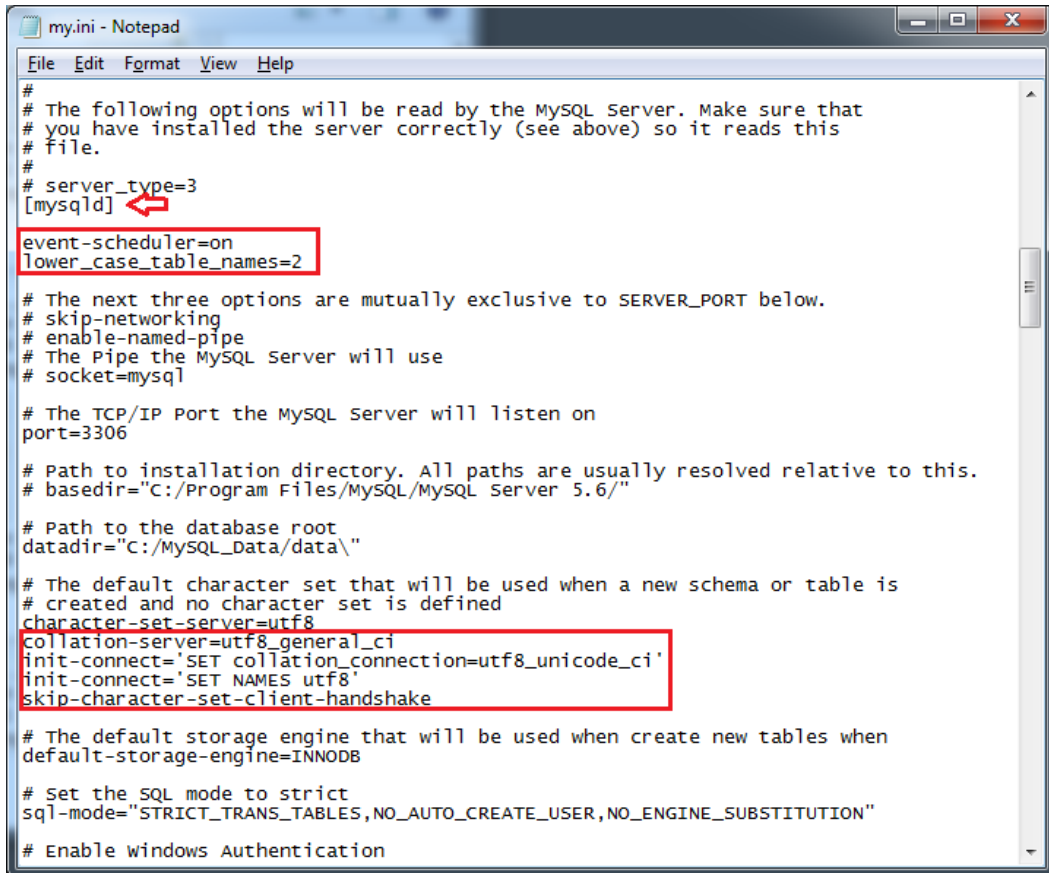 my.ini - Notepad
File Edit Format View Help
#
# The following options will be read by the MySQL Server. Make sure that
# you have installed the server correctly (see above) so it reads this
# file.
#
# server_type=3
[mysqld]
event-scheduler=on
lower_case_table_names=2
# The next three options are mutually exclusive to SERVER_PORT below.
# skip-networking
# enable-named-pipe
# The Pipe the MySQL Server will use
# socket=mysql
# The TCP/IP Port the MySQL Server will listen on
port=3306
# Path to installation directory. All paths are usually resolved relative to this.
# basedir="C:/Program Files/MySQL/MySQL Server 5.6/"
# Path to the database root
datadir="C:/MySQL_Data/data\"
# The default character set that will be used when a new schema or table is
# created and no character set is defined
character-set-server=utf8
collation-server=utf8_general_ci
init-connect='SET collation_connection=utf8_unicode_ci'
init-connect='SET NAMES utf8'
skip-character-set-client-handshake
# The default storage engine that will be used when create new tables when
default-storage-engine=INNODB
# Set the SQL mode to strict
sql-mode="STRICT_TRANS_TABLES,NO_AUTO_CREATE_USER,NO_ENGINE_SUBSTITUTION"
# Enable Windows Authentication